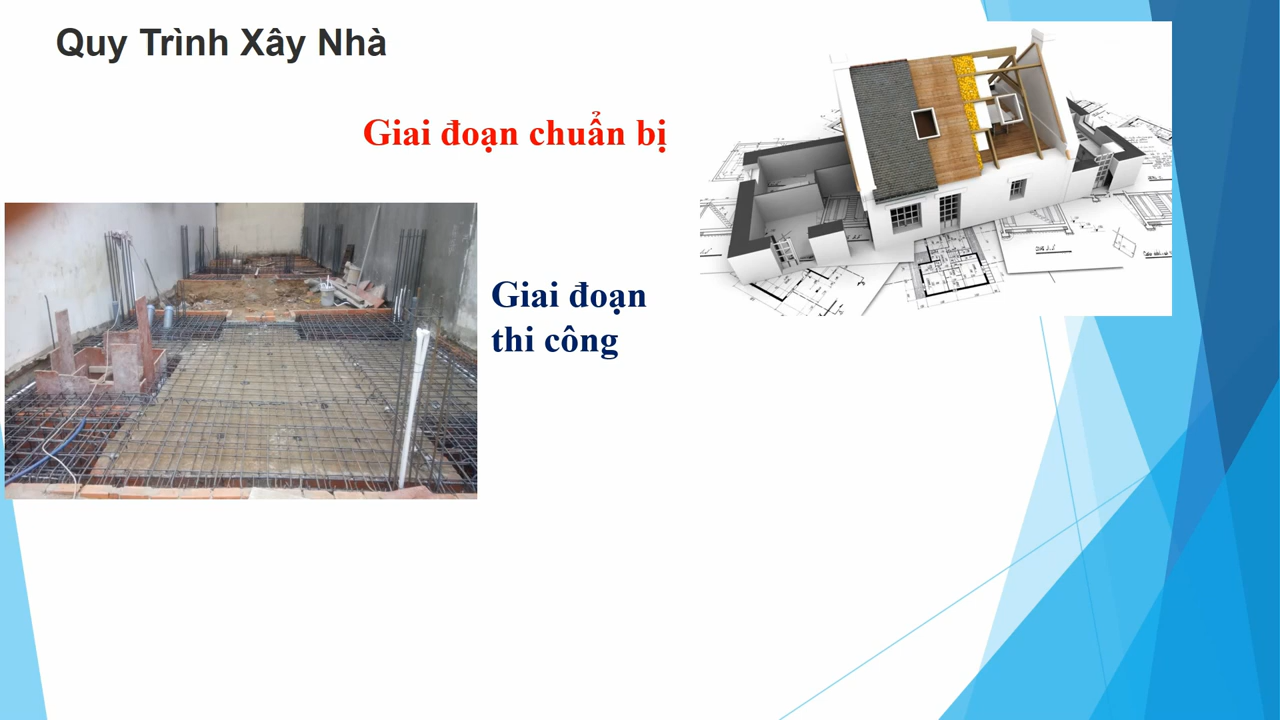 Quy Trình Xây Nhà
Giai đoạn chuẩn bị
Giai đoạn
thi công